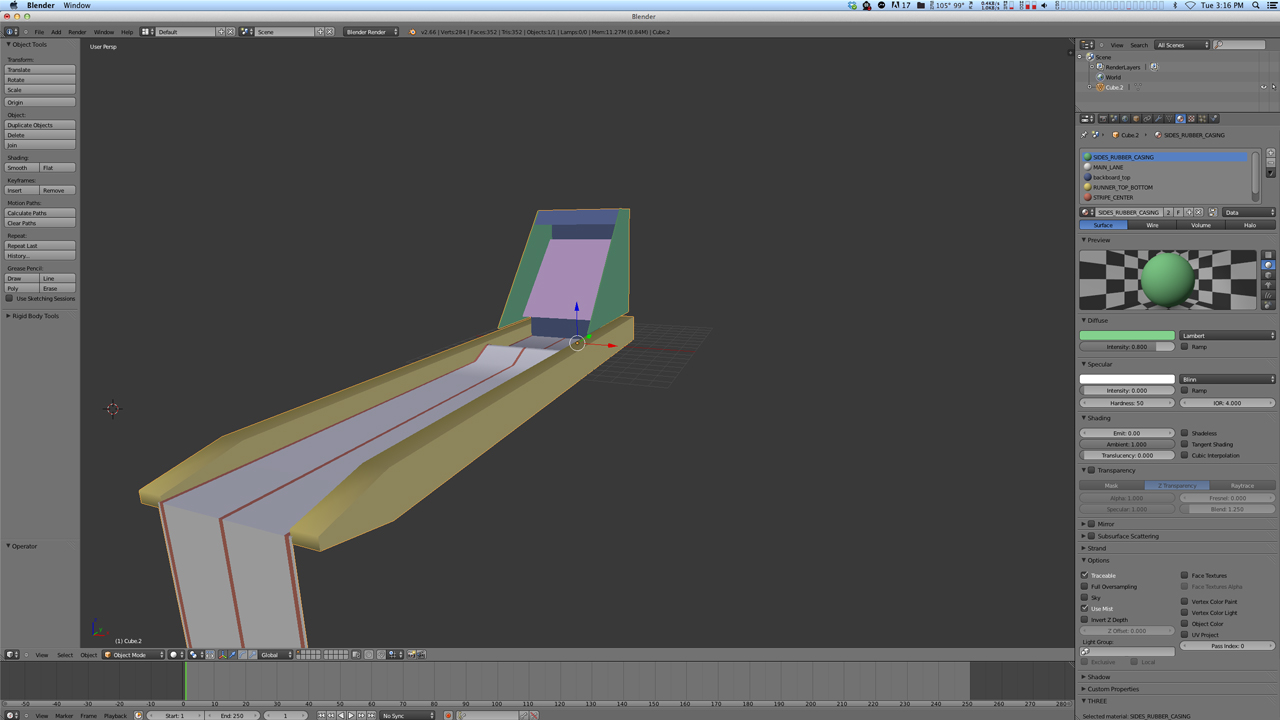 Blender Window
17 105° 99° 0.4KB/s 1.0KB/s Tue 3:16 PM
Blender
File Add Render Window Help Default Scene Blender Render v2.66 | Verts:284 | Faces:352 | Tris:352 | Objects:1/1 | Lamps:0/0 | Mem:11.27M (0.84M) | Cube.2
Object Tools
Transform:
Translate
Rotate
Scale
Origin
Object:
Duplicate Objects
Delete
Join
Shading:
Smooth Flat
Keyframes:
Insert Remove
Motion Paths:
Calculate Paths
Clear Paths
Repeat:
Repeat Last
History...
Grease Pencil:
Draw Line
Poly Erase
Use Sketching Sessions
Rigid Body Tools
Operator
User Persp
(1) Cube.2
View Select Object Object Mode Global
-50 -40 -30 -20 -10 0 10 20 30 40 50 60 70 80 90 100 110 120 130 140 150 160 170 180 190 200 210 220 230 240 250 260 270 280
View Marker Frame Playback Start: 1 End: 250 1 No Sync
View Search All Scenes
Scene
RenderLayers
World
Cube.2
Cube.2 SIDES_RUBBER_CASING
SIDES_RUBBER_CASING
MAIN_LANE
backboard_top
RUNNER_TOP_BOTTOM
STRIPE_CENTER
SIDES_RUBBER_CASING 2 F Data
Surface Wire Volume Halo
Preview
Diffuse
Lambert
Intensity: 0.800 Ramp
Specular
Blinn
Intensity: 0.000 Ramp
Hardness: 50 IOR: 4.000
Shading
Emit: 0.00 Shadeless
Ambient: 1.000 Tangent Shading
Translucency: 0.000 Cubic Interpolation
Transparency
Mask Z Transparency Raytrace
Alpha: 1.000 Fresnel: 0.000
Specular: 1.000 Blend: 1.250
Mirror
Subsurface Scattering
Strand
Options
Traceable Face Textures
Full Oversampling Face Textures Alpha
Sky Vertex Color Paint
Use Mist Vertex Color Light
Invert Z Depth Object Color
Z Offset: 0.000 UV Project
Light Group: Pass Index: 0
Exclusive Local
Shadow
Custom Properties
THREE
Selected material: SIDES_RUBBER_CASING